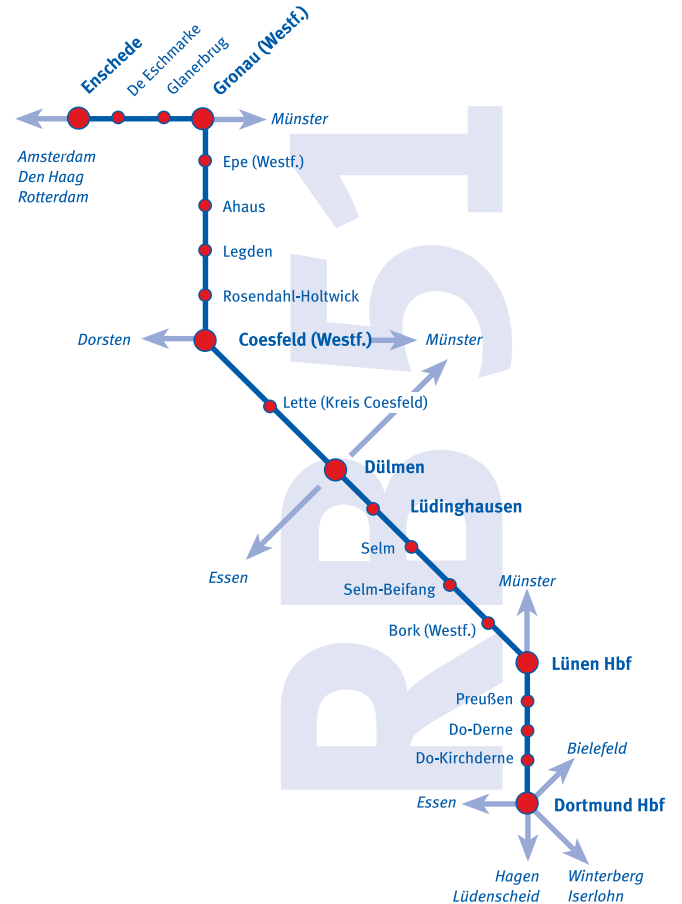 Enschede
De Eschmarke
Glanerbrug
Gronau (Westf.)
Münster
Amsterdam
Den Haag
Rotterdam
Epe (Westf.)
Ahaus
Legden
Rosendahl-Holtwick
Dorsten
Coesfeld (Westf.)
Münster
Lette (Kreis Coesfeld)
Dülmen
Lüdinghausen
Essen
Selm
Selm-Beifang
Münster
Bork (Westf.)
Lünen Hbf
Preußen
Do-Derne
Bielefeld
Do-Kirchderne
Essen
Dortmund Hbf
Hagen
Lüdenscheid
Winterberg
Iserlohn
RB 51